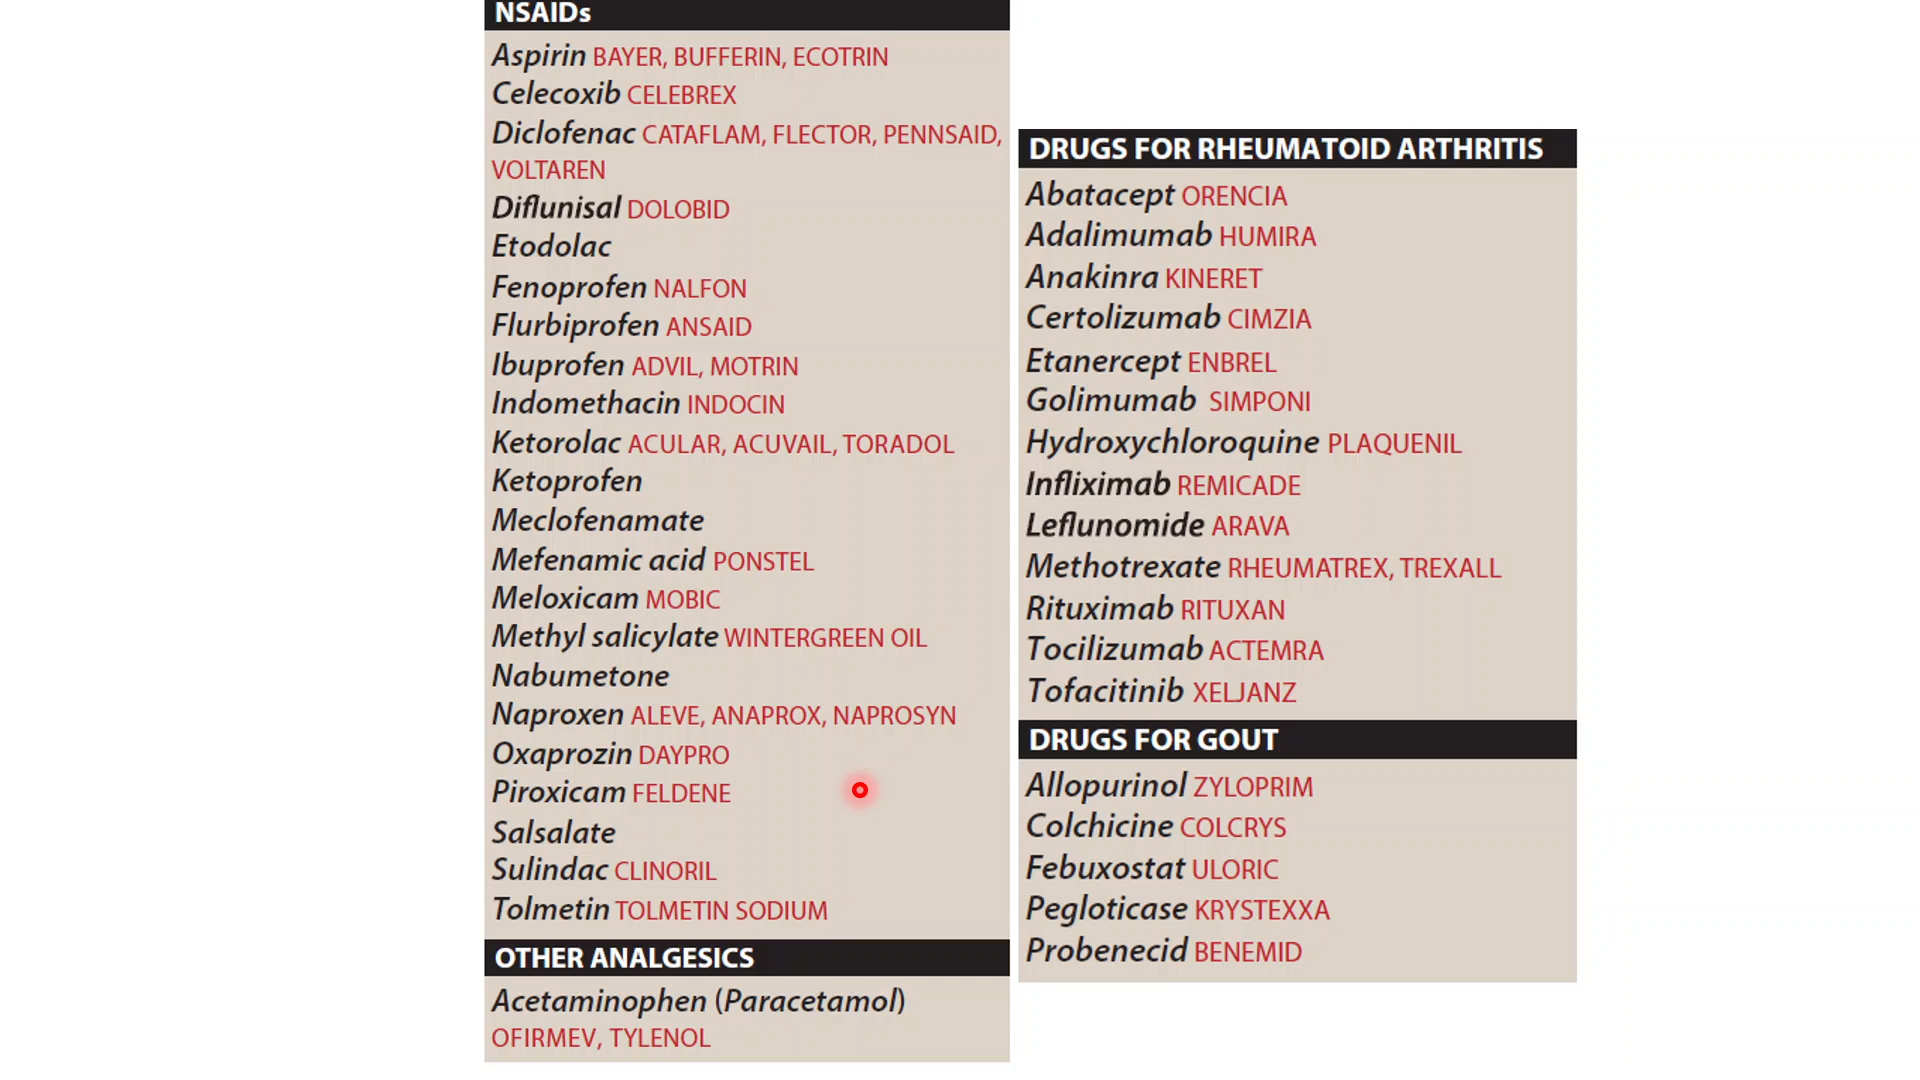 NSAIDs
Aspirin BAYER, BUFFERIN, ECOTRIN
Celecoxib CELEBREX
Diclofenac CATAFLAM, FLECTOR, PENNSAID,
VOLTAREN
Diflunisal DOLOBID
Etodolac
Fenoprofen NALFON
Flurbiprofen ANSAID
Ibuprofen ADVIL, MOTRIN
Indomethacin INDOCIN
Ketorolac ACULAR, ACUVAIL, TORADOL
Ketoprofen
Meclofenamate
Mefenamic acid PONSTEL
Meloxicam MOBIC
Methyl salicylate WINTERGREEN OIL
Nabumetone
Naproxen ALEVE, ANAPROX, NAPROSYN
Oxaprozin DAYPRO
Piroxicam FELDENE
Salsalate
Sulindac CLINORIL
Tolmetin TOLMETIN SODIUM
OTHER ANALGESICS
Acetaminophen (Paracetamol)
OFIRMEV, TYLENOL
DRUGS FOR RHEUMATOID ARTHRITIS
Abatacept ORENCIA
Adalimumab HUMIRA
Anakinra KINERET
Certolizumab CIMZIA
Etanercept ENBREL
Golimumab SIMPONI
Hydroxychloroquine PLAQUENIL
Infliximab REMICADE
Leflunomide ARAVA
Methotrexate RHEUMATREX, TREXALL
Rituximab RITUXAN
Tocilizumab ACTEMRA
Tofacitinib XELJANZ
DRUGS FOR GOUT
Allopurinol ZYLOPRIM
Colchicine COLCRYS
Febuxostat ULORIC
Pegloticase KRYSTEXXA
Probenecid BENEMID